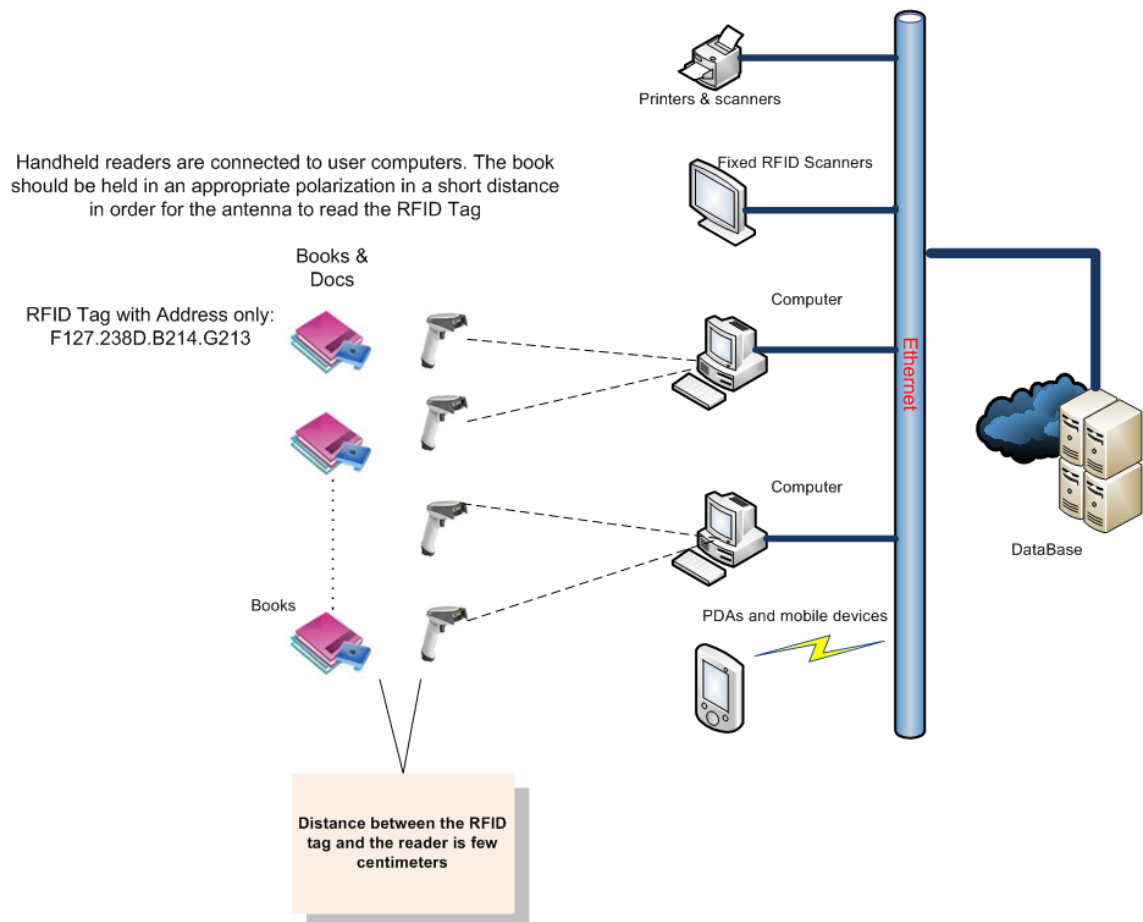 Printers & scanners
Handheld readers are connected to user computers. The book
should be held in an appropriate polarization in a short distance
in order for the antenna to read the RFID Tag
Fixed RFID Scanners
Books &
Docs
RFID Tag with Address only:
F127.238D.B214.G213
Computer
Ethernet
Computer
DataBase
Books
PDAs and mobile devices
Distance between the RFID
tag and the reader is few
centimeters